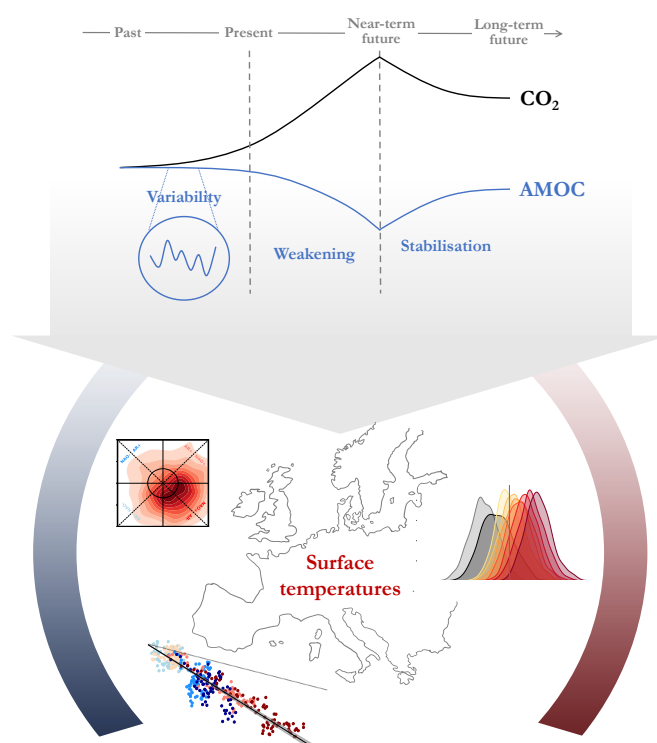 Past
Present
Near-term
future
Long-term
future
CO₂
AMOC
Variability
Weakening
Stabilisation
Surface
temperatures